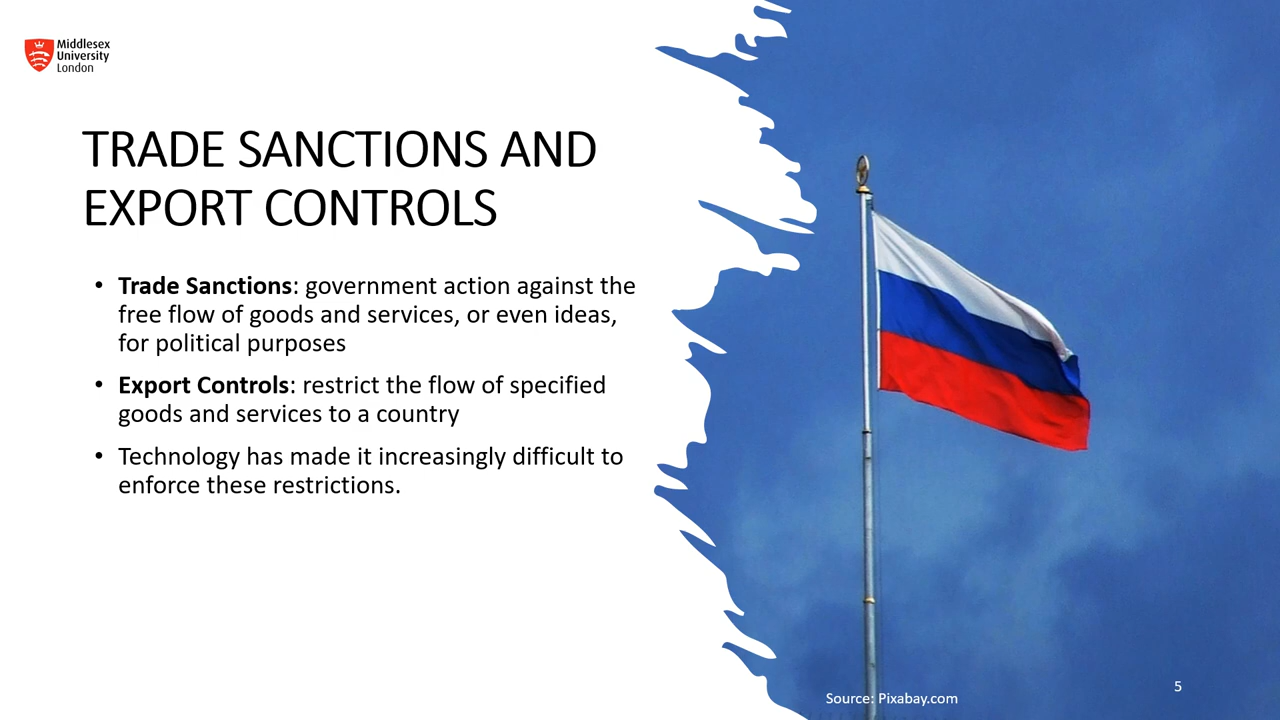 Middlesex
University
London
TRADE SANCTIONS AND
EXPORT CONTROLS
• Trade Sanctions: government action against the
free flow of goods and services, or even ideas,
for political purposes
• Export Controls: restrict the flow of specified
goods and services to a country
• Technology has made it increasingly difficult to
enforce these restrictions.
Source: Pixabay.com
5